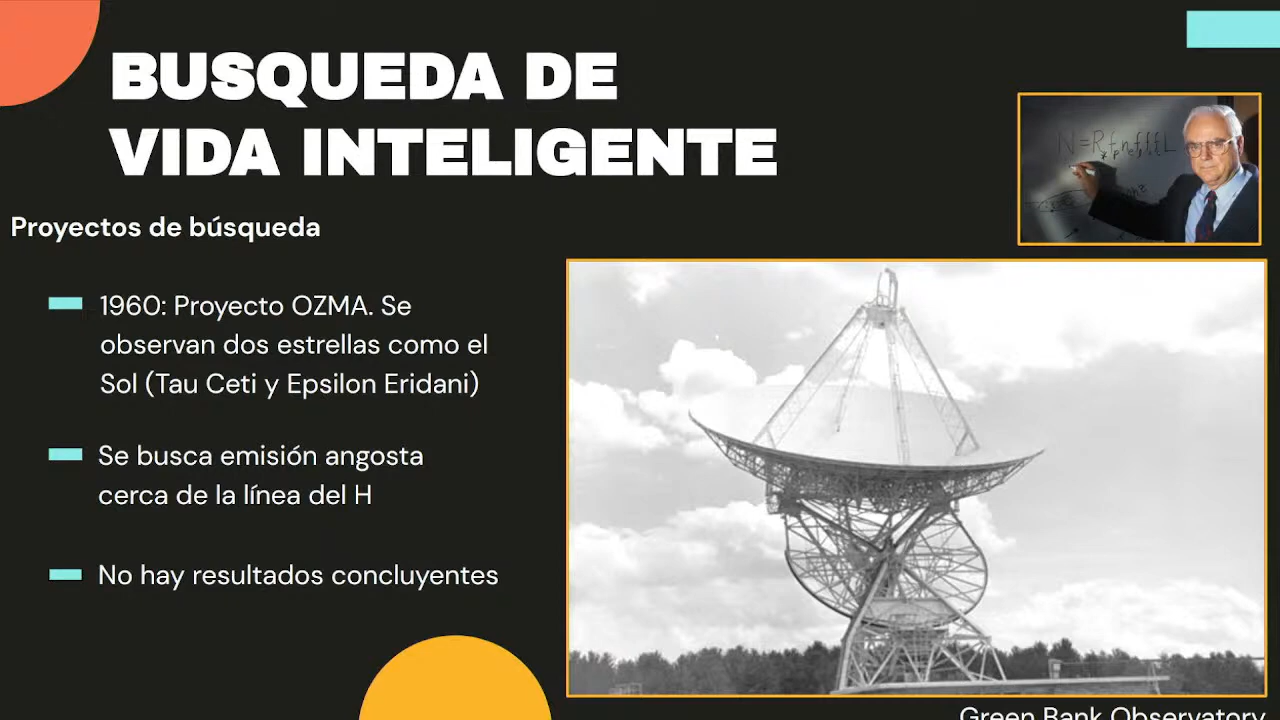 BUSQUEDA DE
VIDA INTELIGENTE
Proyectos de búsqueda
1960: Proyecto OZMA. Se
observan dos estrellas como el
Sol (Tau Ceti y Epsilon Eridani)
Se busca emisión angosta
cerca de la línea del H
No hay resultados concluyentes
Green Bank Observatory